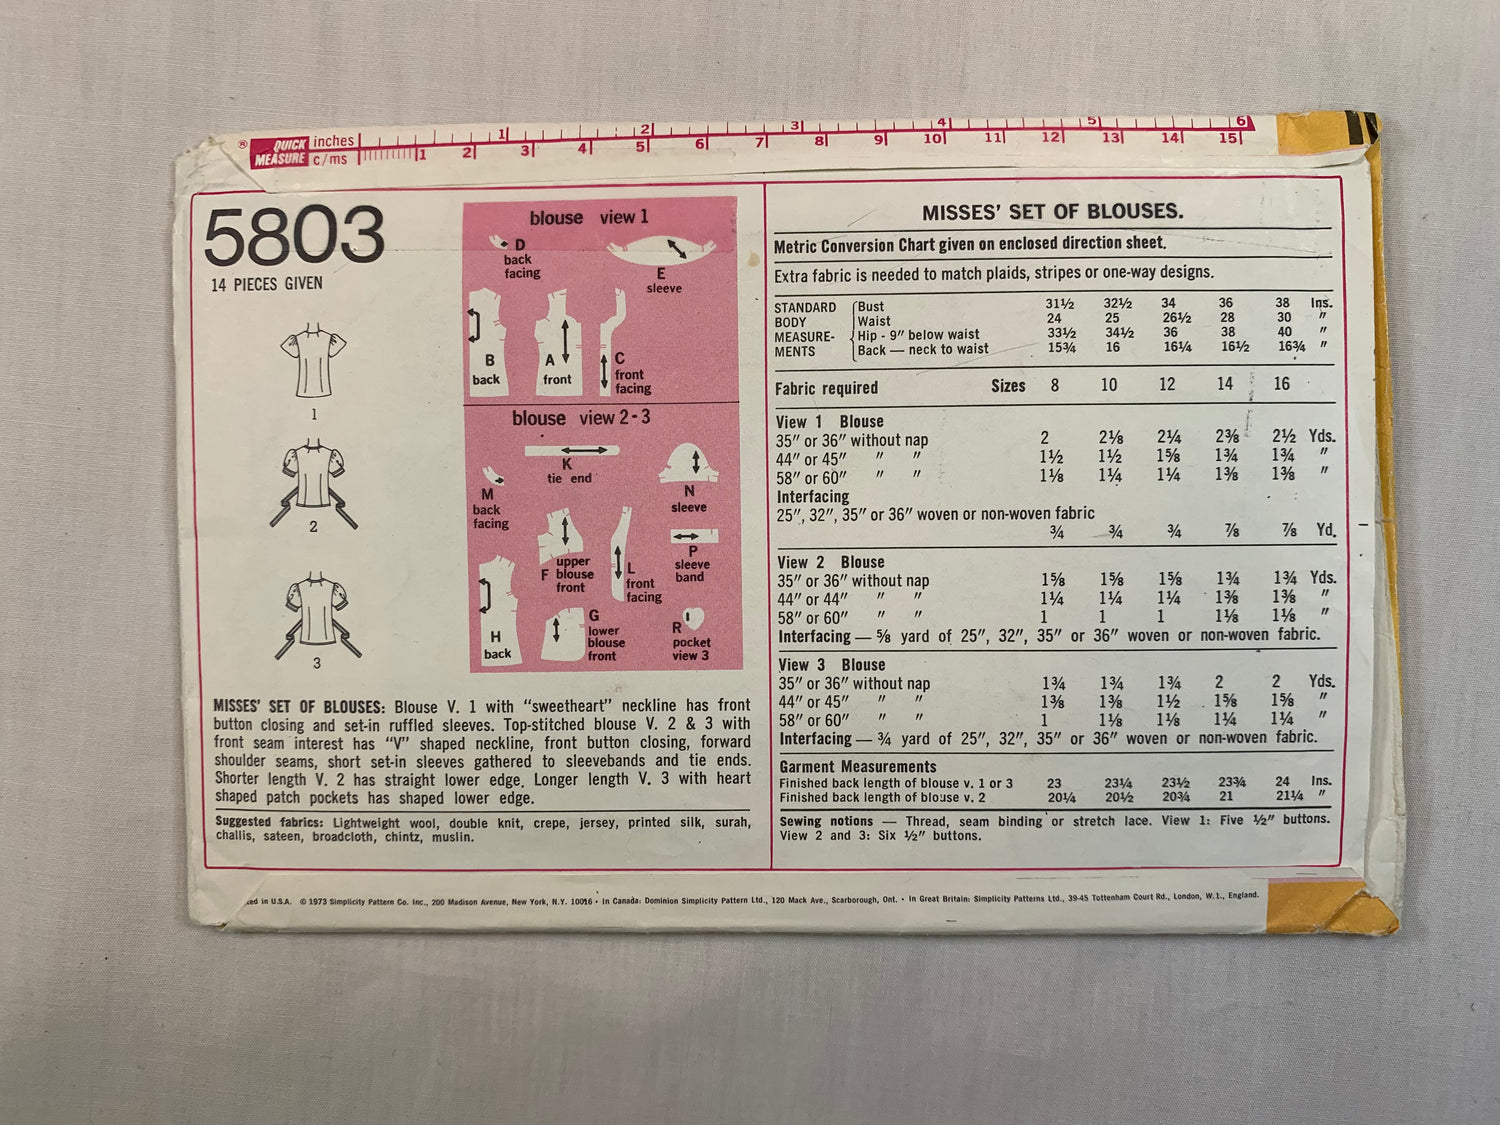 ® QUICK MEASURE inches 1 2 3 4 5 6
c/ms 1 2 3 4 5 6 7 8 9 10 11 12 13 14 15
5803
14 PIECES GIVEN
1
2
3
blouse view 1
D
back
facing
E
sleeve
B
back
A
front
C
front
facing
blouse view 2-3
K
tie end
M
back
facing
N
sleeve
F upper
blouse
front
L
front
facing
P
sleeve
band
H
back
G
lower
blouse
front
R
pocket
view 3
MISSES' SET OF BLOUSES: Blouse V. 1 with "sweetheart" neckline has front
button closing and set-in ruffled sleeves. Top-stitched blouse V. 2 & 3 with
front seam interest has "V" shaped neckline, front button closing, forward
shoulder seams, short set-in sleeves gathered to sleevebands and tie ends.
Shorter length V. 2 has straight lower edge. Longer length V. 3 with heart
shaped patch pockets has shaped lower edge.
Suggested fabrics: Lightweight wool, double knit, crepe, jersey, printed silk, surah,
challis, sateen, broadcloth, chintz, muslin.
MISSES' SET OF BLOUSES.
Metric Conversion Chart given on enclosed direction sheet.
Extra fabric is needed to match plaids, stripes or one-way designs.
STANDARD Bust 31½ 32½ 34 36 38 Ins.
BODY Waist 24 25 26½ 28 30 "
MEASURE- Hip - 9" below waist 33½ 34½ 36 38 40 "
MENTS Back — neck to waist 15¾ 16 16¼ 16½ 16¾ "
Fabric required Sizes 8 10 12 14 16
View 1 Blouse
35" or 36" without nap 2 2⅛ 2¼ 2⅜ 2½ Yds.
44" or 45" " " 1½ 1½ 1⅝ 1¾ 1¾ "
58" or 60" " " 1⅛ 1¼ 1¼ 1⅜ 1⅜ "
Interfacing
25", 32", 35" or 36" woven or non-woven fabric
¾ ¾ ¾ ⅞ ⅞ Yd.
View 2 Blouse
35" or 36" without nap 1⅝ 1⅝ 1⅝ 1¾ 1¾ Yds.
44" or 44" " " 1¼ 1¼ 1¼ 1⅜ 1⅜ "
58" or 60" " " 1 1 1 1⅛ 1⅛ "
Interfacing — ⅝ yard of 25", 32", 35" or 36" woven or non-woven fabric.
View 3 Blouse
35" or 36" without nap 1¾ 1¾ 1¾ 2 2 Yds.
44" or 45" " " 1⅜ 1⅜ 1½ 1⅝ 1⅝ "
58" or 60" " " 1 1⅛ 1⅛ 1¼ 1¼ "
Interfacing — ¾ yard of 25", 32", 35" or 36" woven or non-woven fabric.
Garment Measurements
Finished back length of blouse v. 1 or 3 23 23¼ 23½ 23¾ 24 Ins.
Finished back length of blouse v. 2 20¼ 20½ 20¾ 21 21¼ "
Sewing notions — Thread, seam binding or stretch lace. View 1: Five ½" buttons.
View 2 and 3: Six ½" buttons.
ed in U.S.A. © 1973 Simplicity Pattern Co. Inc., 200 Madison Avenue, New York, N.Y. 10016 • In Canada: Dominion Simplicity Pattern Ltd., 120 Mack Ave., Scarborough, Ont. • In Great Britain: Simplicity Patterns Ltd., 39-45 Tottenham Court Rd., London, W.1., England.